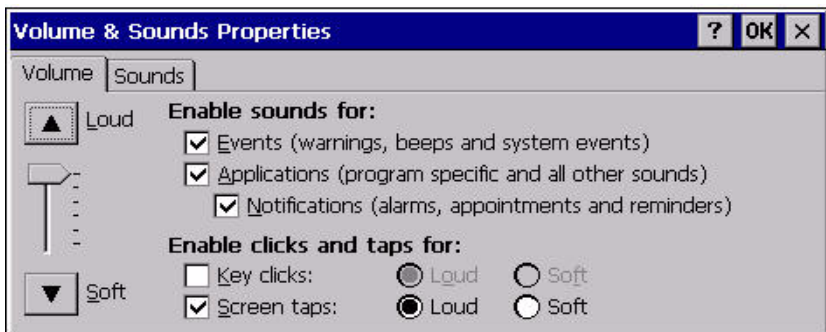 Volume & Sounds Properties ? OK ×
Volume Sounds
Loud
Enable sounds for:
Events (warnings, beeps and system events)
Applications (program specific and all other sounds)
Notifications (alarms, appointments and reminders)
Enable clicks and taps for:
Key clicks: Loud Soft
Soft
Screen taps: Loud Soft